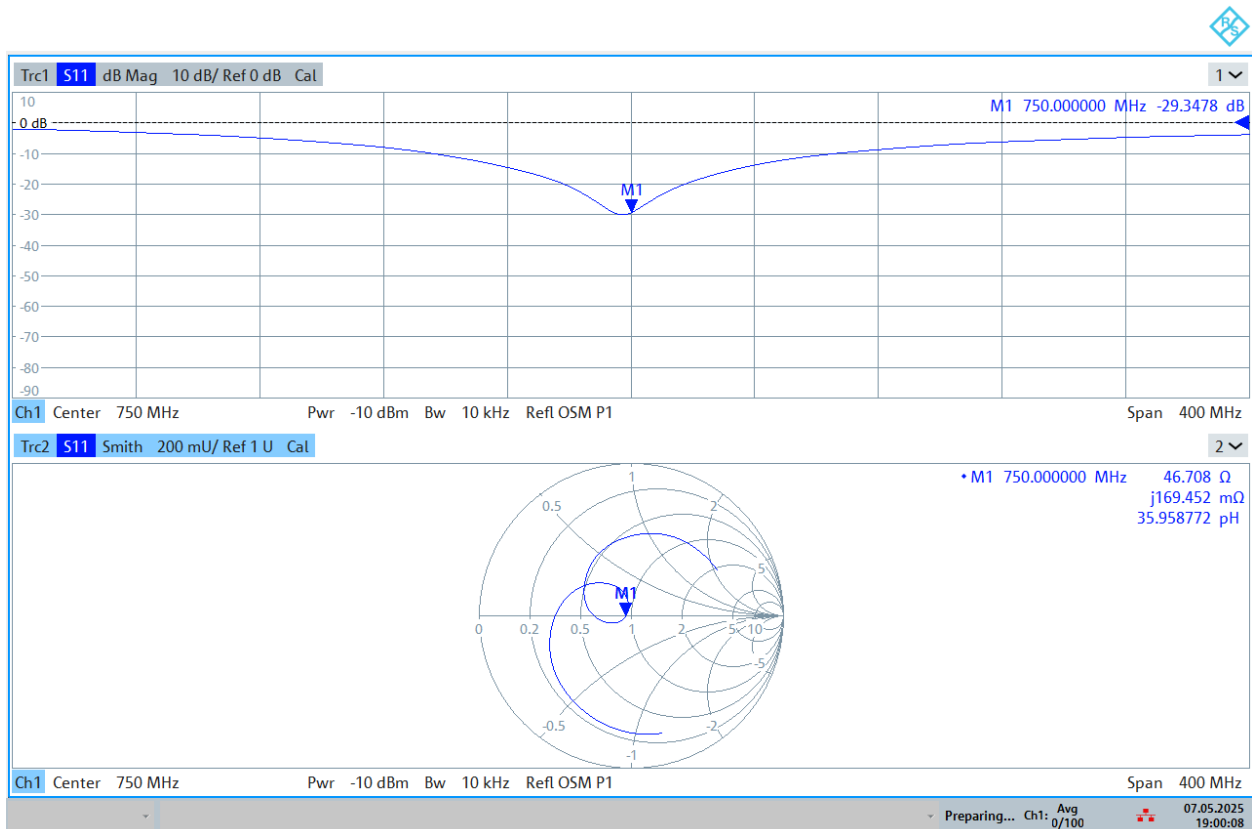 R&S
Trc1 S11 dB Mag 10 dB/ Ref 0 dB Cal 1
10
M1 750.000000 MHz -29.3478 dB
0 dB
-10
-20
M1
-30
-40
-50
-60
-70
-80
-90
Ch1 Center 750 MHz Pwr -10 dBm Bw 10 kHz Refl OSM P1 Span 400 MHz
Trc2 S11 Smith 200 mU/ Ref 1 U Cal 2
M1 750.000000 MHz 46.708 Ω
j169.452 mΩ
35.958772 pH
1
0.5 2
5
M1
0 0.2 0.5 1 2 5 10
-5
-0.5 -2
-1
Ch1 Center 750 MHz Pwr -10 dBm Bw 10 kHz Refl OSM P1 Span 400 MHz
Preparing... Ch1: Avg 0/100
07.05.2025
19:00:08